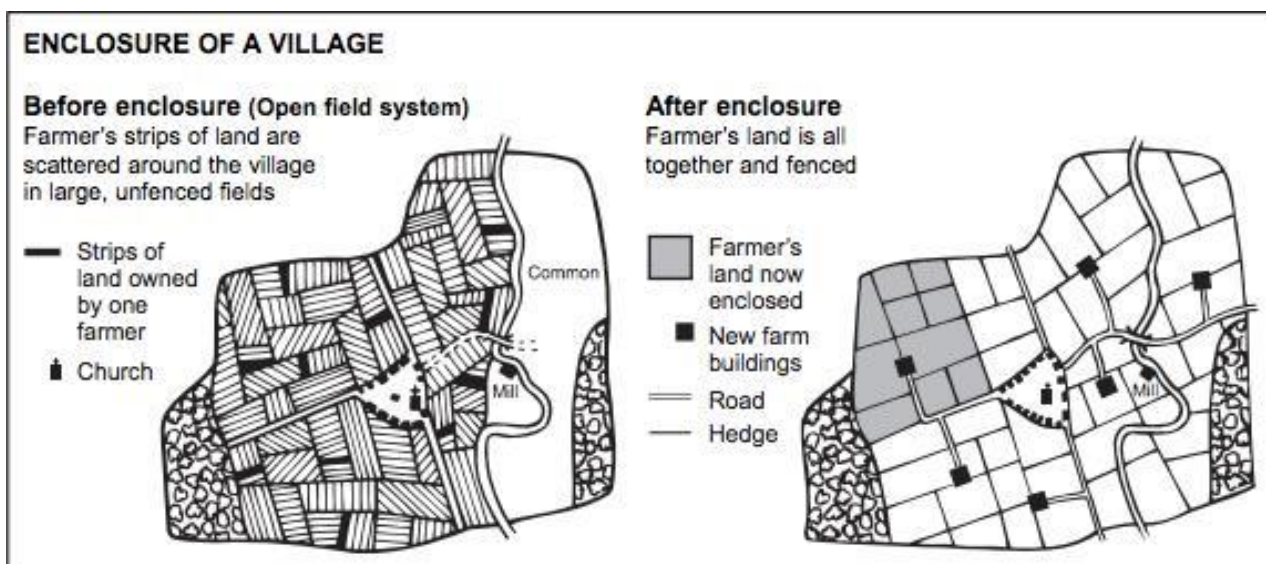 ENCLOSURE OF A VILLAGE
Before enclosure (Open field system)
Farmer's strips of land are
scattered around the village
in large, unfenced fields
Strips of
land owned
by one
farmer
Church
Common
Mill
After enclosure
Farmer's land is all
together and fenced
Farmer's
land now
enclosed
New farm
buildings
Road
Hedge
Mill